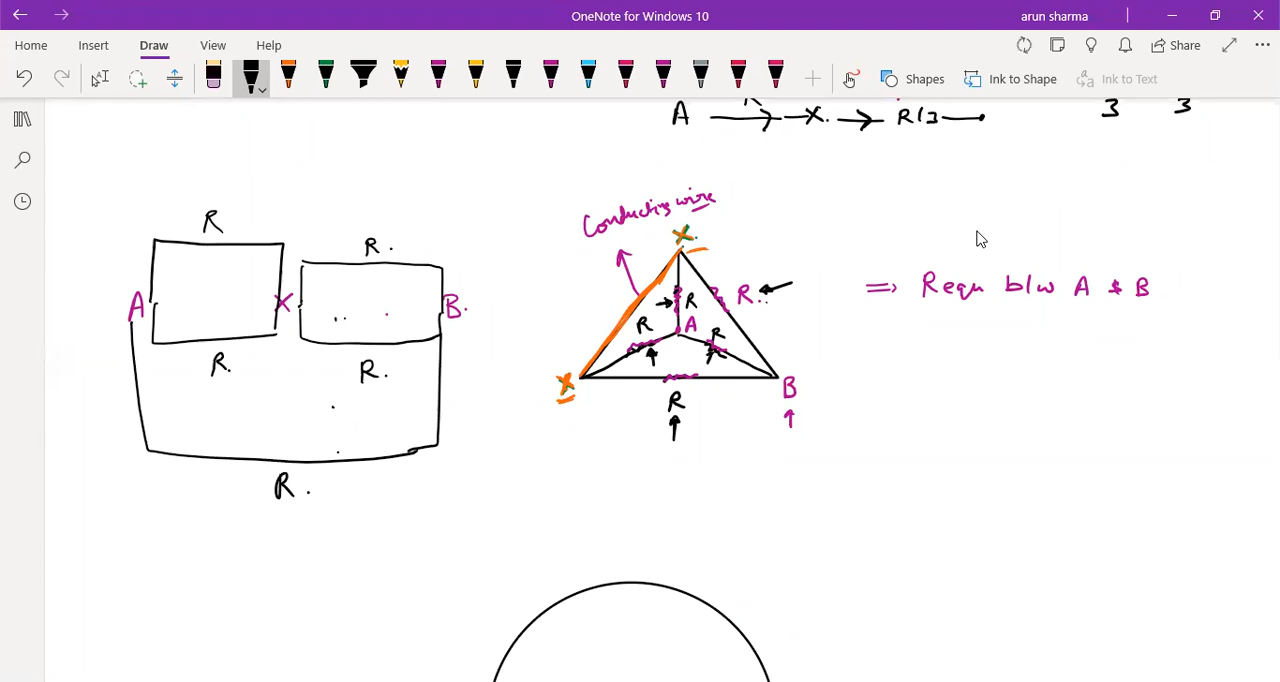 OneNote for Windows 10
arun sharma
Home Insert Draw View Help
Share
Shapes
Ink to Shape
Ink to Text
A R X. R/3
3 3
R
R.
A X B.
R.
R.
R.
Conducting wire
X
R.
R
R
A
R
X
B
R
⇒ Requ b/w A & B